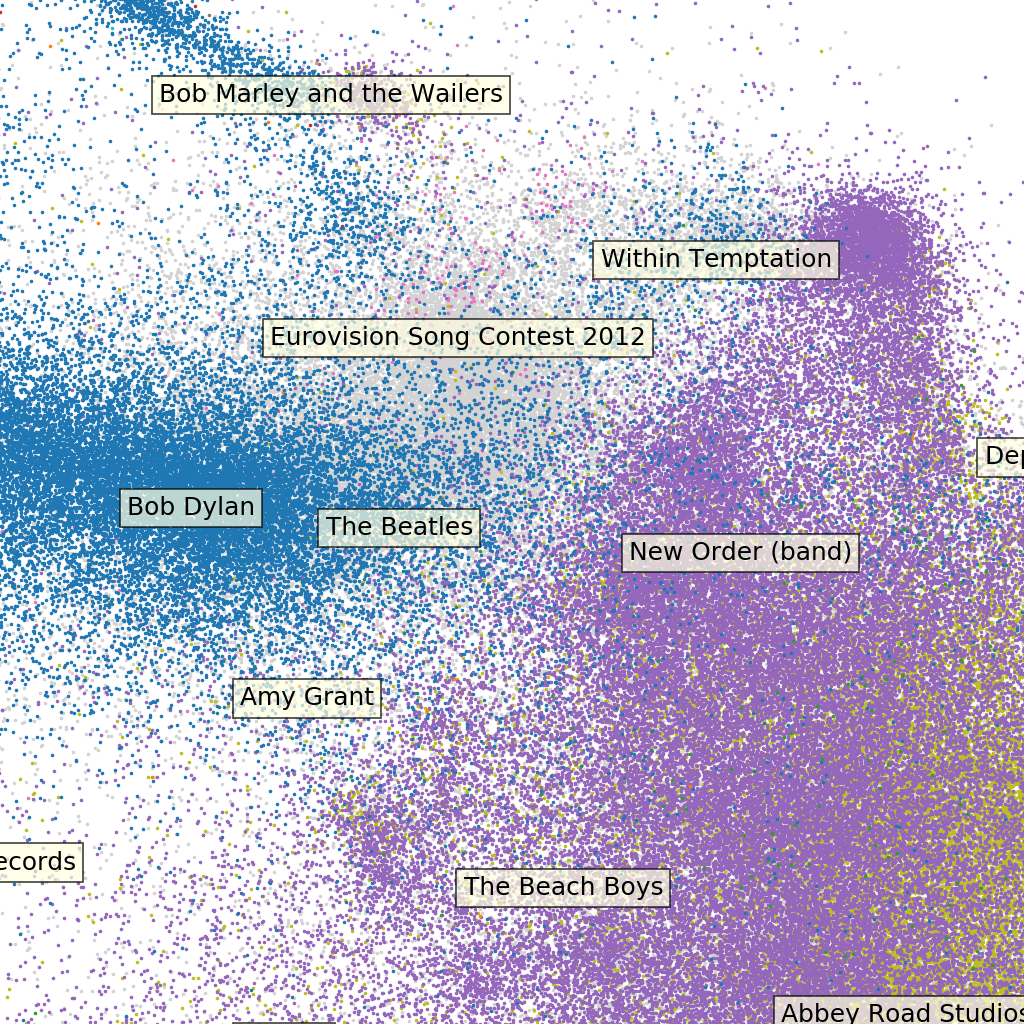 Bob Marley and the Wailers
Within Temptation
Eurovision Song Contest 2012
Dep
Bob Dylan
The Beatles
New Order (band)
Amy Grant
ecords
The Beach Boys
Abbey Road Studios